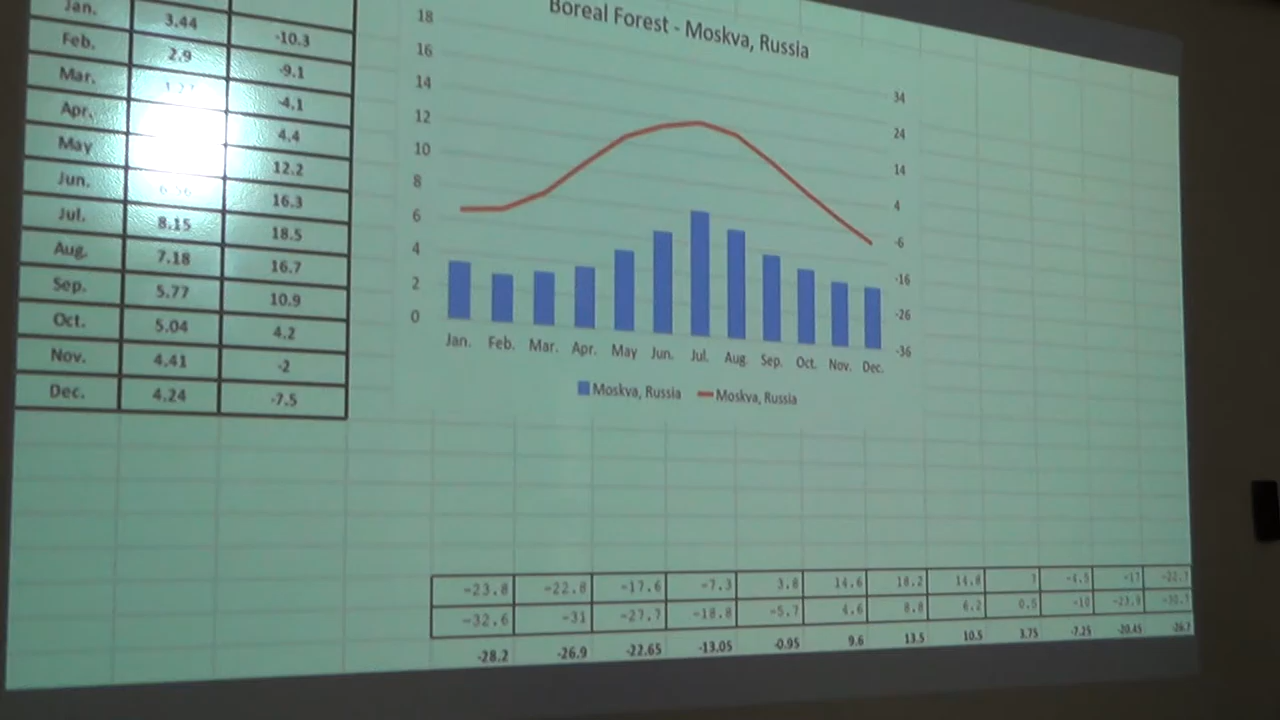 Jan. 3.44 -10.3
Feb. 2.9 -9.1
Mar. -4.1
Apr. 4.4
May 12.2
Jun. 16.3
Jul. 8.15 18.5
Aug. 7.18 16.7
Sep. 5.77 10.9
Oct. 5.04 4.2
Nov. 4.41 -2
Dec. 4.24 -7.5
Boreal Forest - Moskva, Russia
18
16
14
12
10
8
6
4
2
0
34
24
14
4
-6
-16
-26
-36
Jan. Feb. Mar. Apr. May Jun. Jul. Aug. Sep. Oct. Nov. Dec.
Moskva, Russia Moskva, Russia
-23.8 -22.8 -17.6 -7.3 3.8 14.6 18.2 14.8 7 -4.5 -17 -22.7
-32.6 -31 -27.7 -18.8 -5.7 4.6 8.8 6.2 0.5 -10 -23.9
-28.2 -26.9 -22.65 -13.05 -0.95 9.6 13.5 10.5 3.75 -7.25 -20.45 -26.7